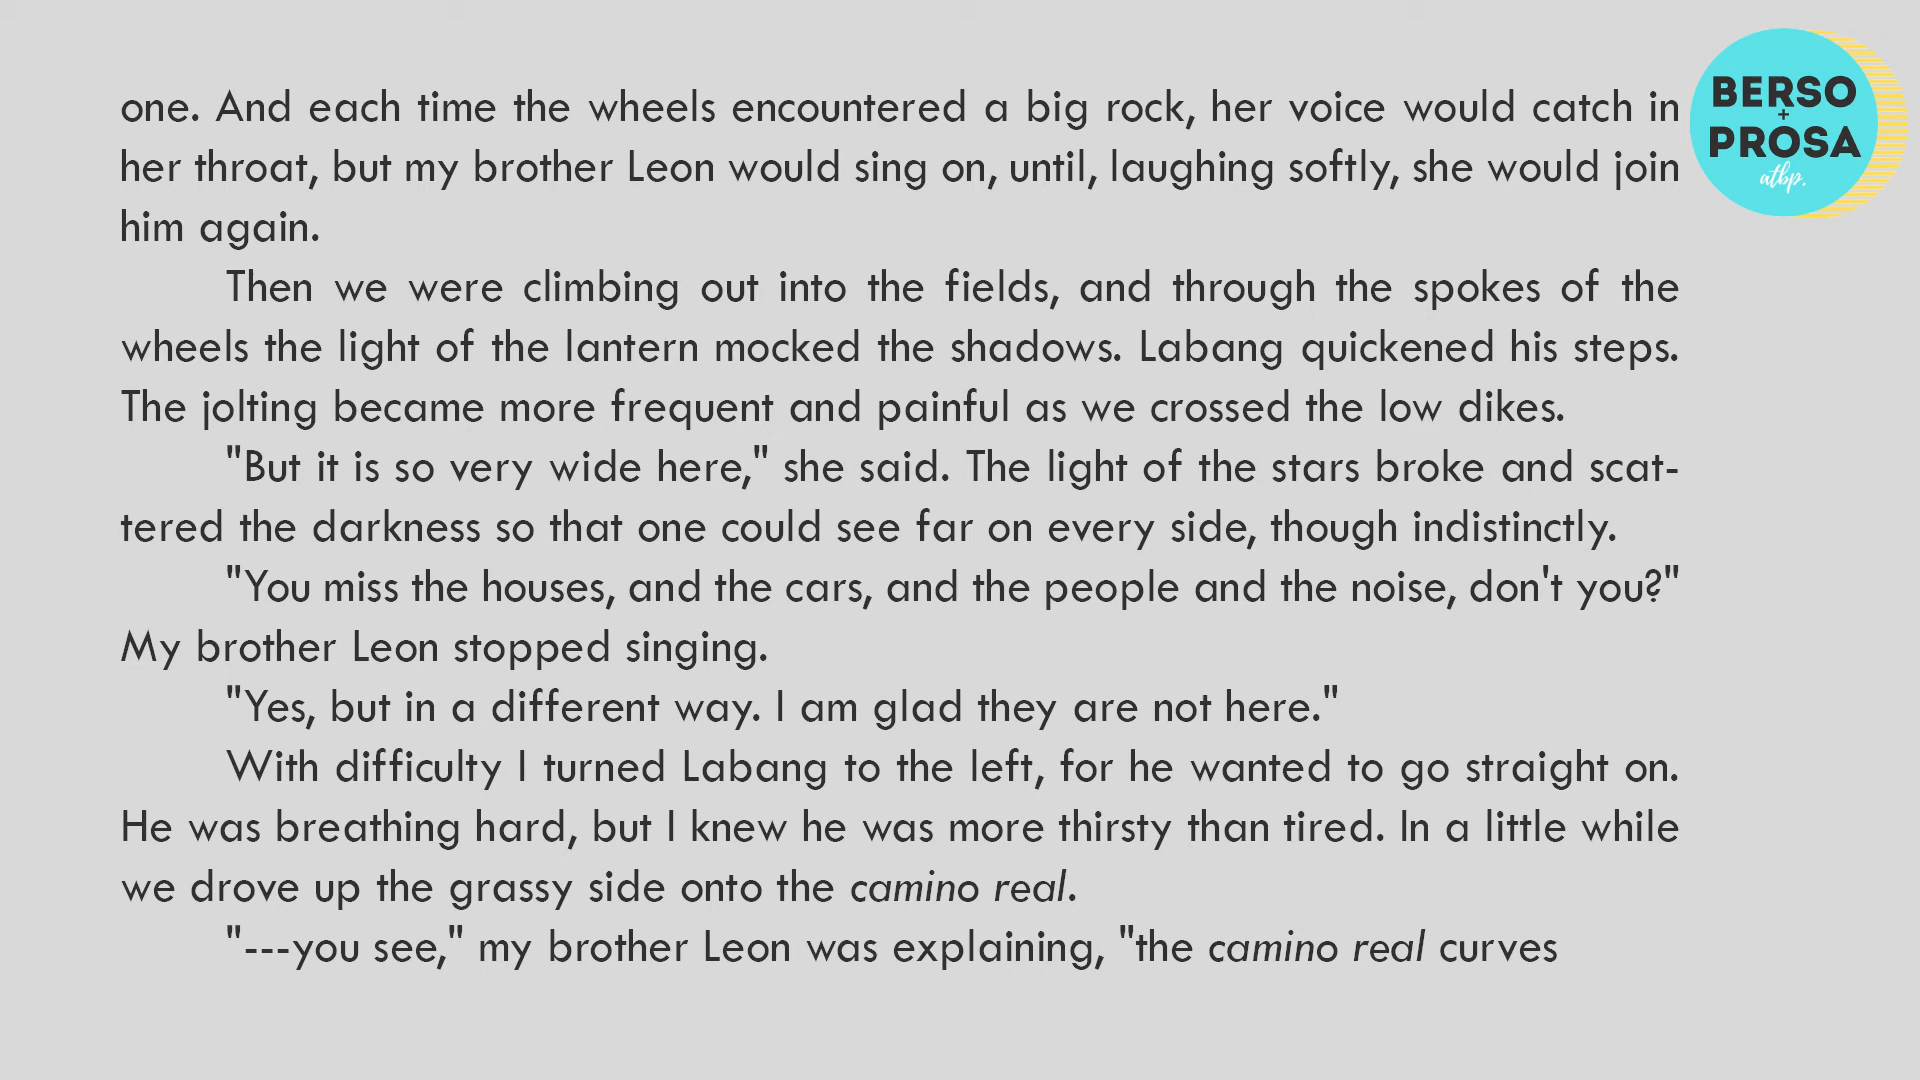 one. And each time the wheels encountered a big rock, her voice would catch in
her throat, but my brother Leon would sing on, until, laughing softly, she would join
him again.
Then we were climbing out into the fields, and through the spokes of the
wheels the light of the lantern mocked the shadows. Labang quickened his steps.
The jolting became more frequent and painful as we crossed the low dikes.
"But it is so very wide here," she said. The light of the stars broke and scat-
tered the darkness so that one could see far on every side, though indistinctly.
"You miss the houses, and the cars, and the people and the noise, don't you?"
My brother Leon stopped singing.
"Yes, but in a different way. I am glad they are not here."
With difficulty I turned Labang to the left, for he wanted to go straight on.
He was breathing hard, but I knew he was more thirsty than tired. In a little while
we drove up the grassy side onto the camino real.
"---you see," my brother Leon was explaining, "the camino real curves
BERSO
+
PROSA
atbp.